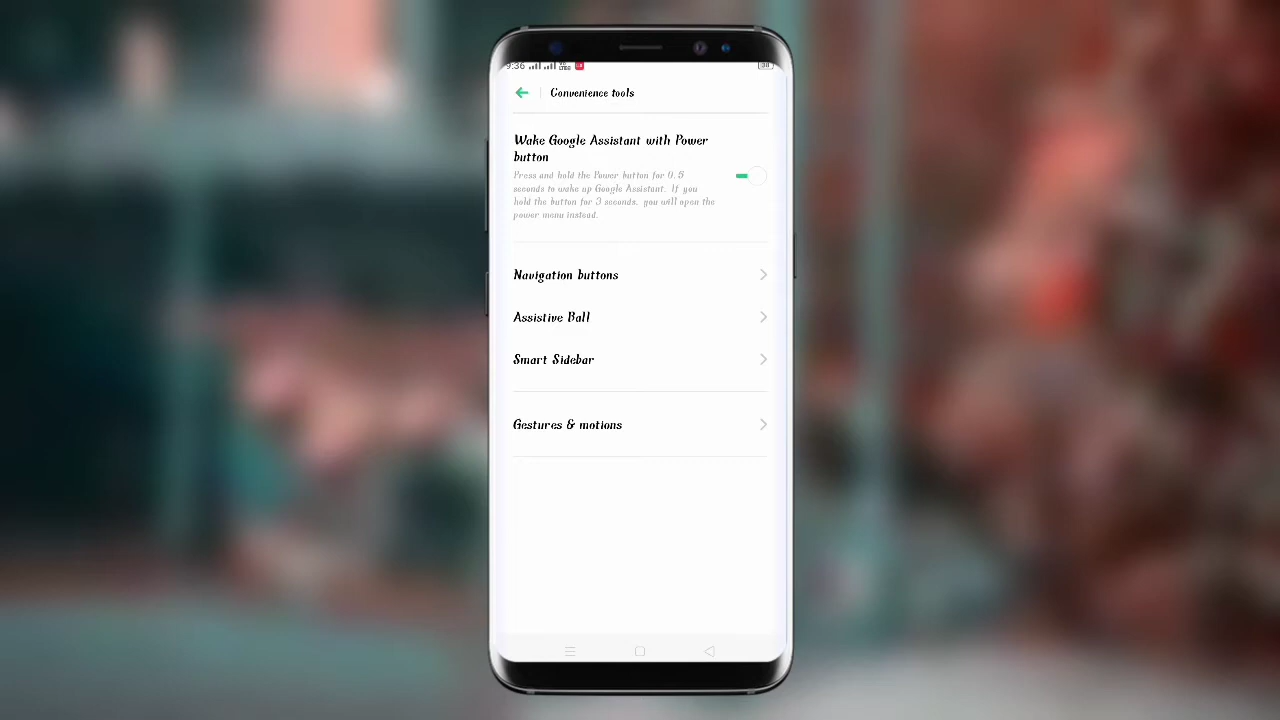 9:36
Convenience tools
Wake Google Assistant with Power
button
Press and hold the Power button for 0.5
seconds to wake up Google Assistant. If you
hold the button for 3 seconds, you will open the
power menu instead.
Navigation buttons
Assistive Ball
Smart Sidebar
Gestures & motions